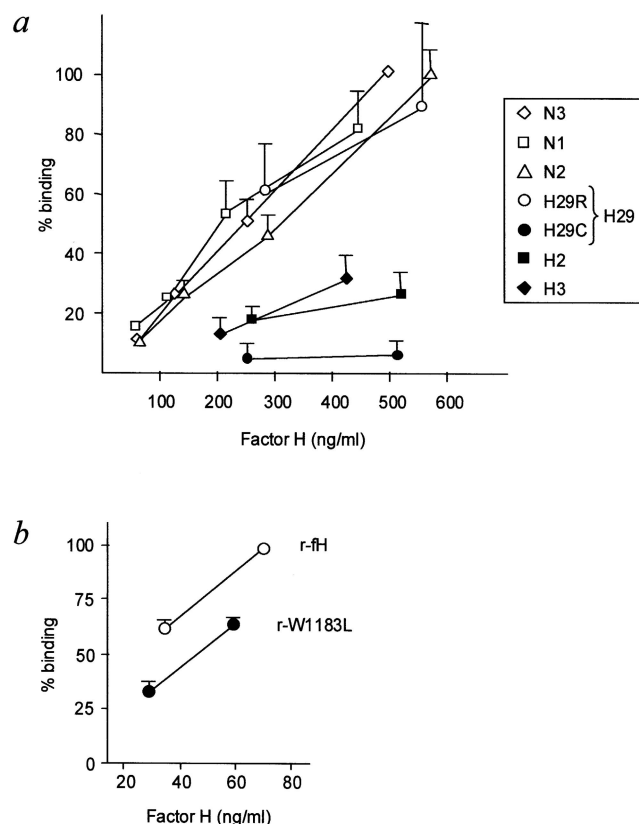 a
100
80
60
40
20
% binding
100 200 300 400 500 600
Factor H (ng/ml)
N3
N1
N2
H29R
H29C
H29
H2
H3
b
100
75
50
25
0
% binding
r-fH
r-W1183L
20 40 60 80
Factor H (ng/ml)